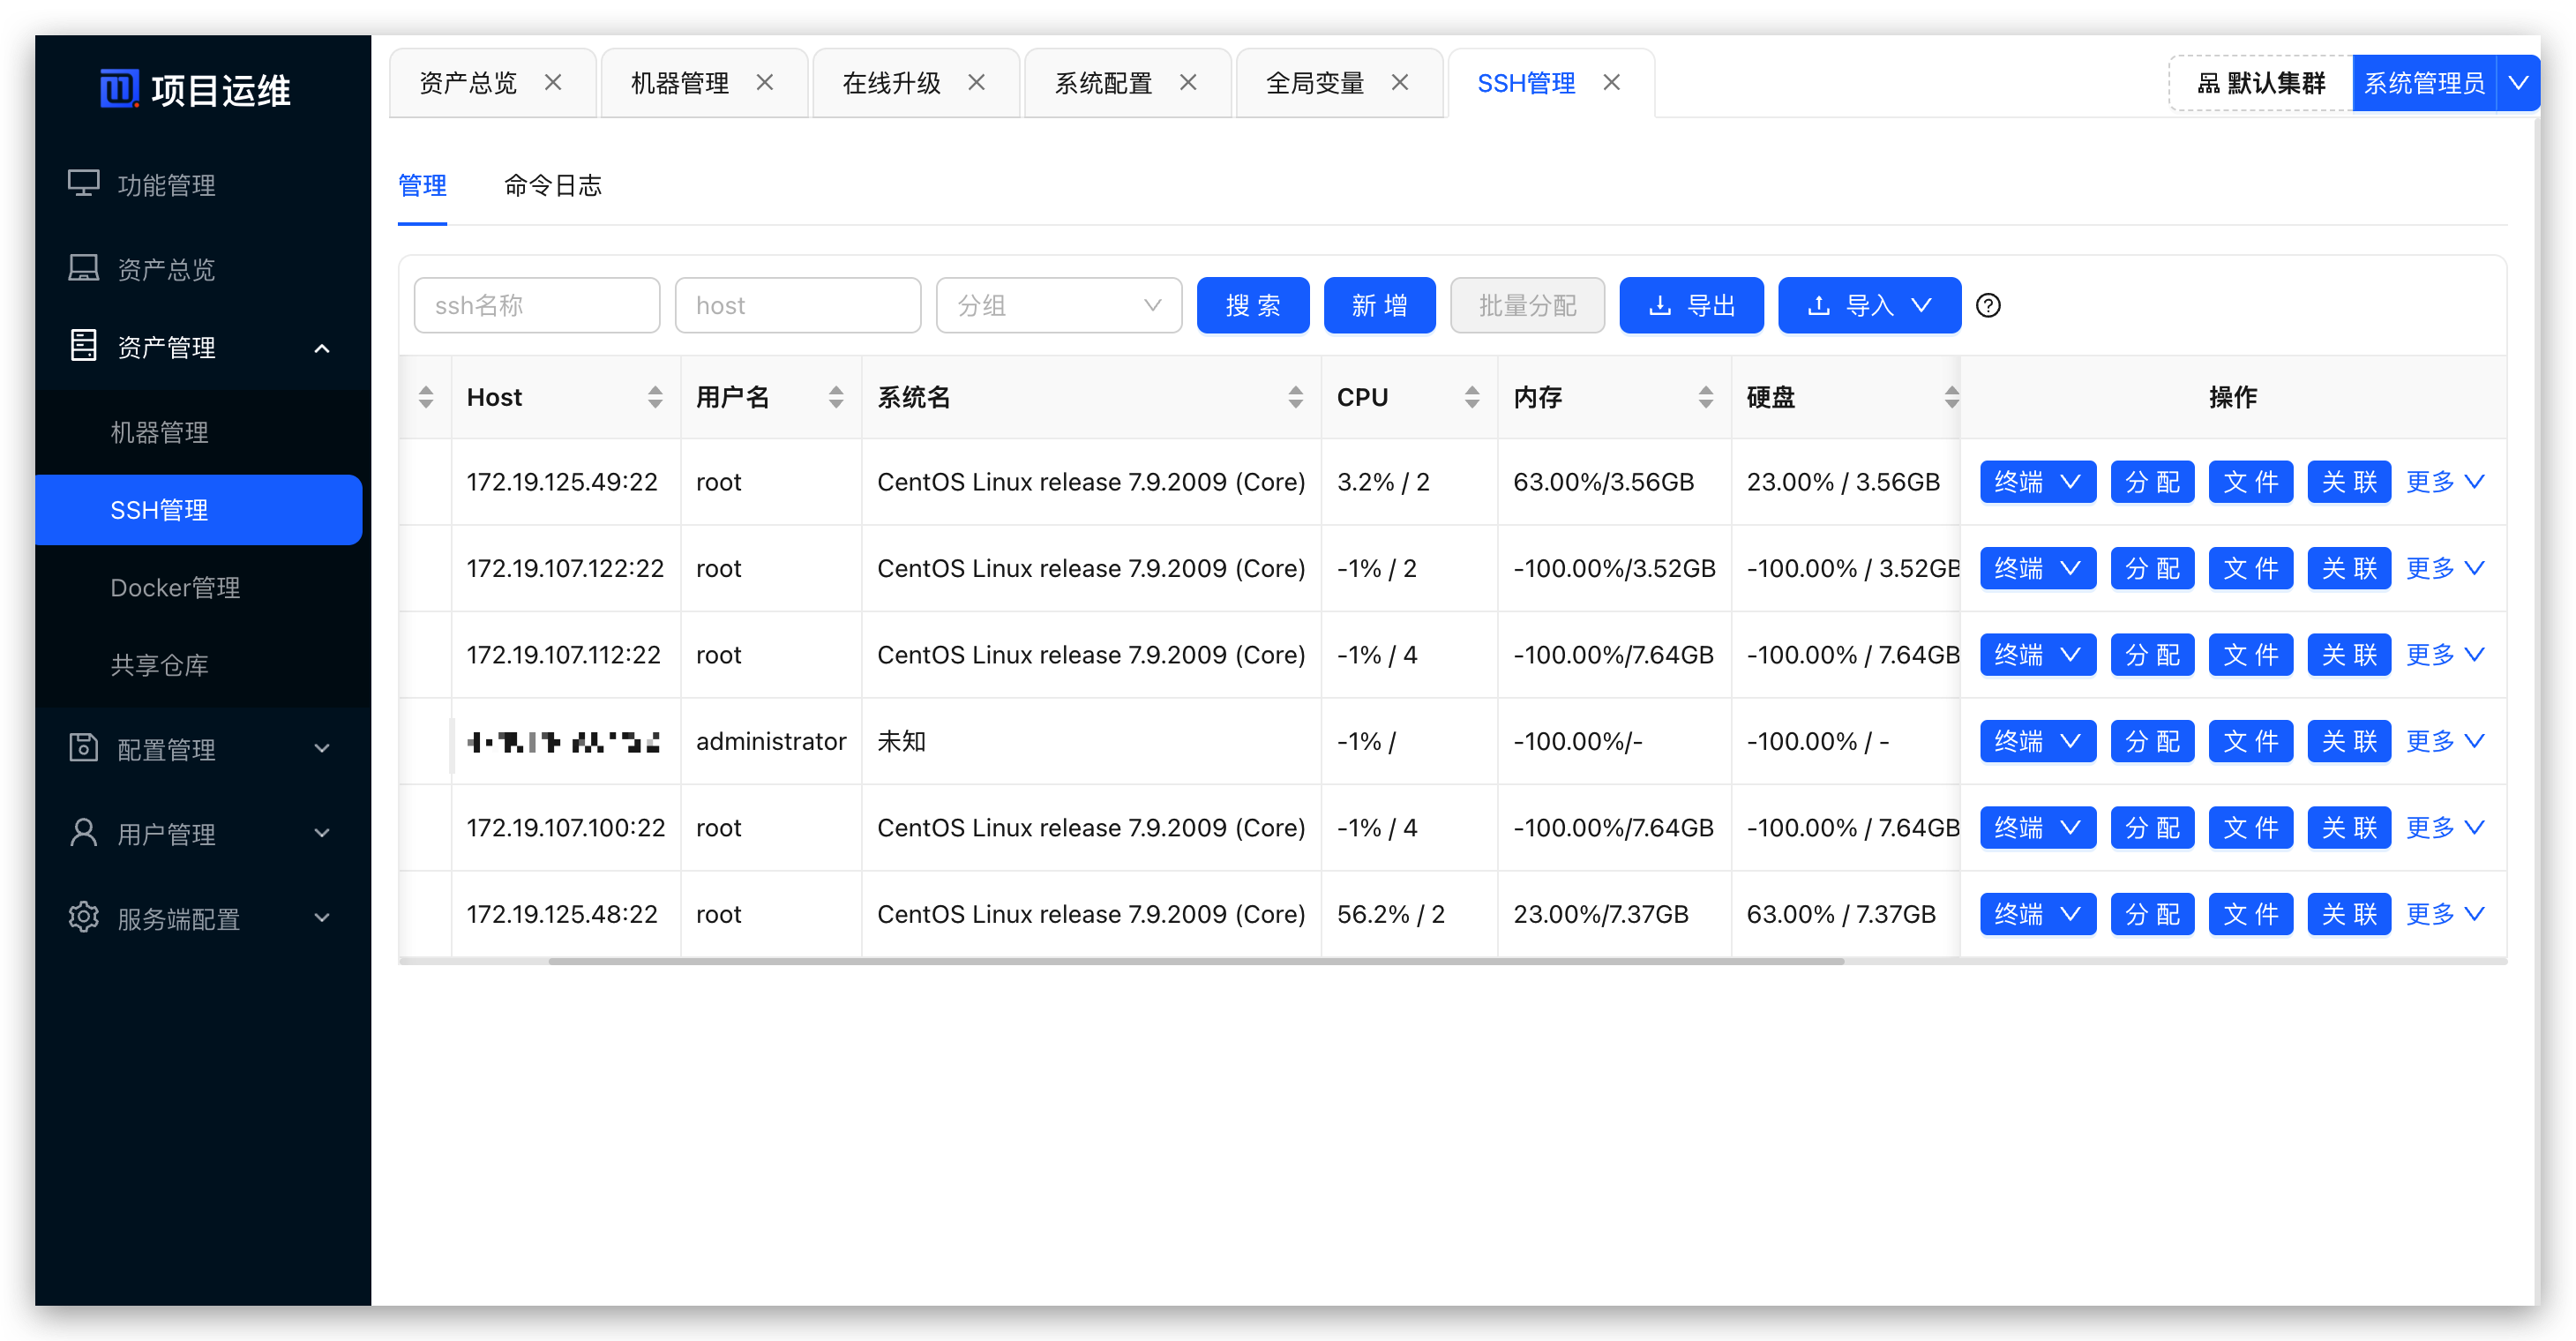 项目运维
功能管理
资产总览
资产管理
机器管理
SSH管理
Docker管理
共享仓库
配置管理
用户管理
服务端配置
资产总览 机器管理 在线升级 系统配置 全局变量 SSH管理 默认集群 系统管理员
管理 命令日志
ssh名称 host 分组 搜 索 新 增 批量分配 导出 导入
Host 用户名 系统名 CPU 内存 硬盘 操作
172.19.125.49:22 root CentOS Linux release 7.9.2009 (Core) 3.2% / 2 63.00%/3.56GB 23.00% / 3.56GB 终端 分 配 文 件 关 联 更多
172.19.107.122:22 root CentOS Linux release 7.9.2009 (Core) -1% / 2 -100.00%/3.52GB -100.00% / 3.52GB 终端 分 配 文 件 关 联 更多
172.19.107.112:22 root CentOS Linux release 7.9.2009 (Core) -1% / 4 -100.00%/7.64GB -100.00% / 7.64GB 终端 分 配 文 件 关 联 更多
administrator 未知 -1% / -100.00%/- -100.00% / - 终端 分 配 文 件 关 联 更多
172.19.107.100:22 root CentOS Linux release 7.9.2009 (Core) -1% / 4 -100.00%/7.64GB -100.00% / 7.64GB 终端 分 配 文 件 关 联 更多
172.19.125.48:22 root CentOS Linux release 7.9.2009 (Core) 56.2% / 2 23.00%/7.37GB 63.00% / 7.37GB 终端 分 配 文 件 关 联 更多